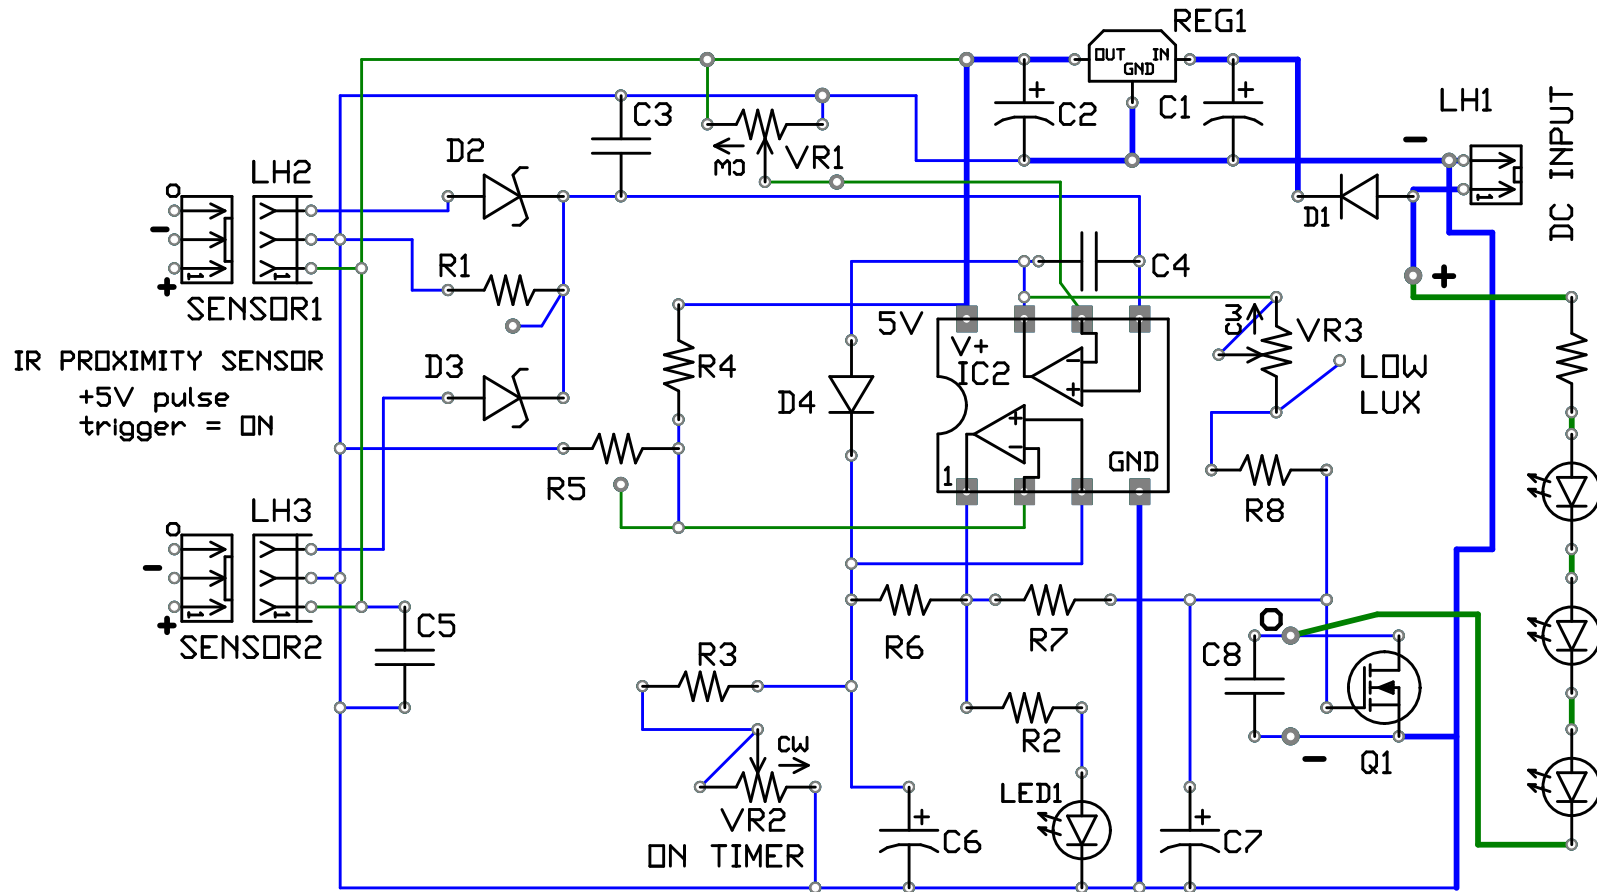 REG1
OUT IN
GND
C3
C2
C1
LH1
DC INPUT
D2
VR1
CW
LH2
O
-
+
1
SENSOR1
R1
D1
+
-
C4
5V
V+
IC2
CW
VR3
LOW
LUX
IR PROXIMITY SENSOR
+5V pulse
trigger = ON
D3
R4
D4
GND
1
R5
R8
LH3
O
-
+
1
SENSOR2
C5
R6
R7
O
C8
R3
R2
-
Q1
CW
VR2
ON TIMER
LED1
C6
C7